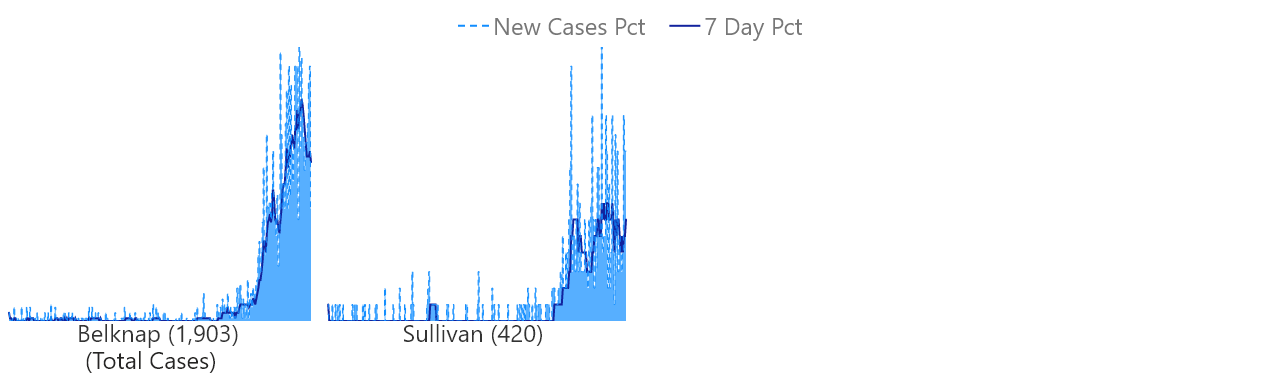 New Cases Pct 7 Day Pct
Belknap (1,903) Sullivan (420)
(Total Cases)